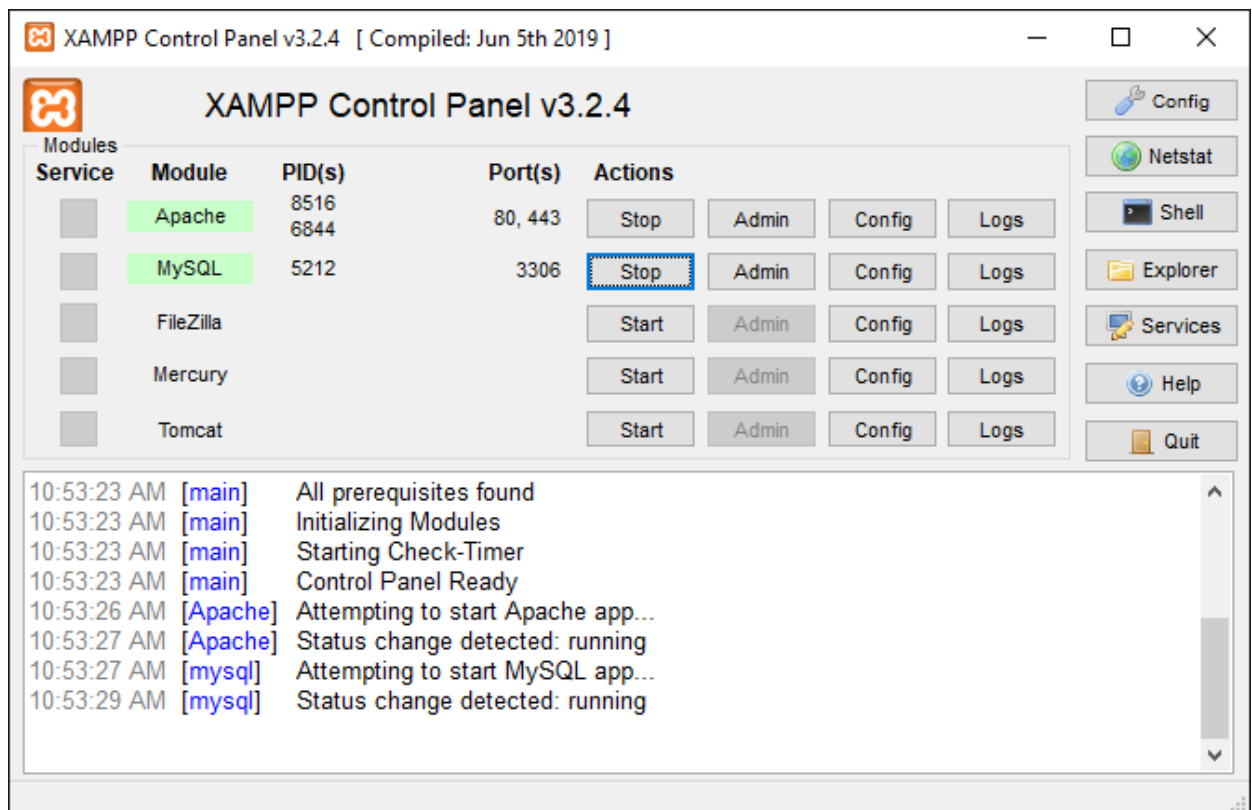 XAMPP Control Panel v3.2.4 [ Compiled: Jun 5th 2019 ]
XAMPP Control Panel v3.2.4
Config
Modules
Service Module PID(s) Port(s) Actions
Netstat
Apache 8516 6844 80, 443 Stop Admin Config Logs
Shell
MySQL 5212 3306 Stop Admin Config Logs
Explorer
FileZilla Start Admin Config Logs
Services
Mercury Start Admin Config Logs
Help
Tomcat Start Admin Config Logs
Quit
10:53:23 AM [main] All prerequisites found
10:53:23 AM [main] Initializing Modules
10:53:23 AM [main] Starting Check-Timer
10:53:23 AM [main] Control Panel Ready
10:53:26 AM [Apache] Attempting to start Apache app...
10:53:27 AM [Apache] Status change detected: running
10:53:27 AM [mysql] Attempting to start MySQL app...
10:53:29 AM [mysql] Status change detected: running